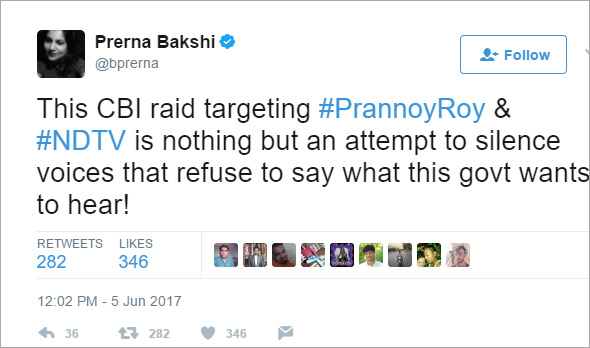 Prerna Bakshi
@bprerna
Follow
This CBI raid targeting #PrannoyRoy &
#NDTV is nothing but an attempt to silence
voices that refuse to say what this govt wants
to hear!
RETWEETS LIKES
282 346
12:02 PM - 5 Jun 2017
36 282 346